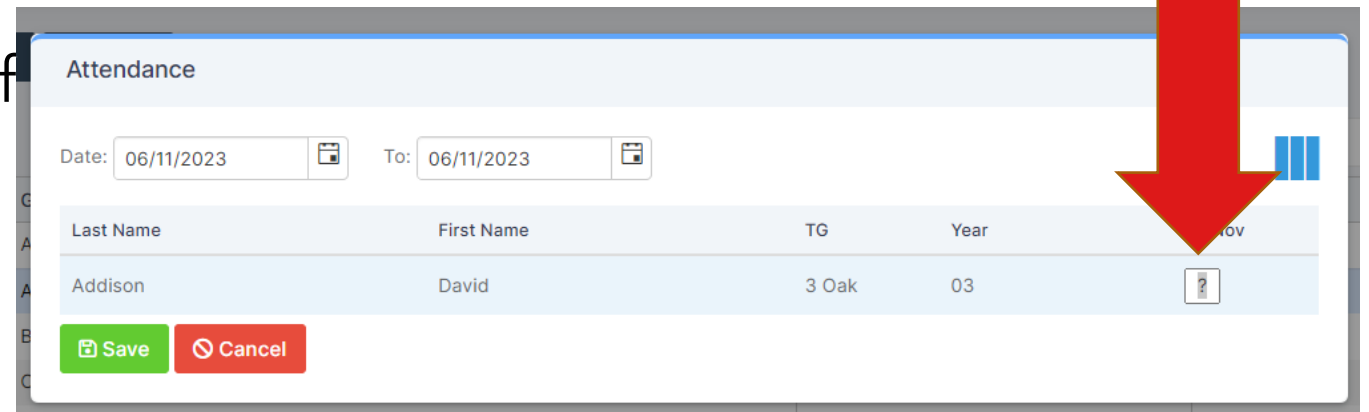 f
Attendance
Date: 06/11/2023 To: 06/11/2023
G
Last Name First Name TG Year
A
Addison David 3 Oak 03 ?
A
B
Save Cancel
C